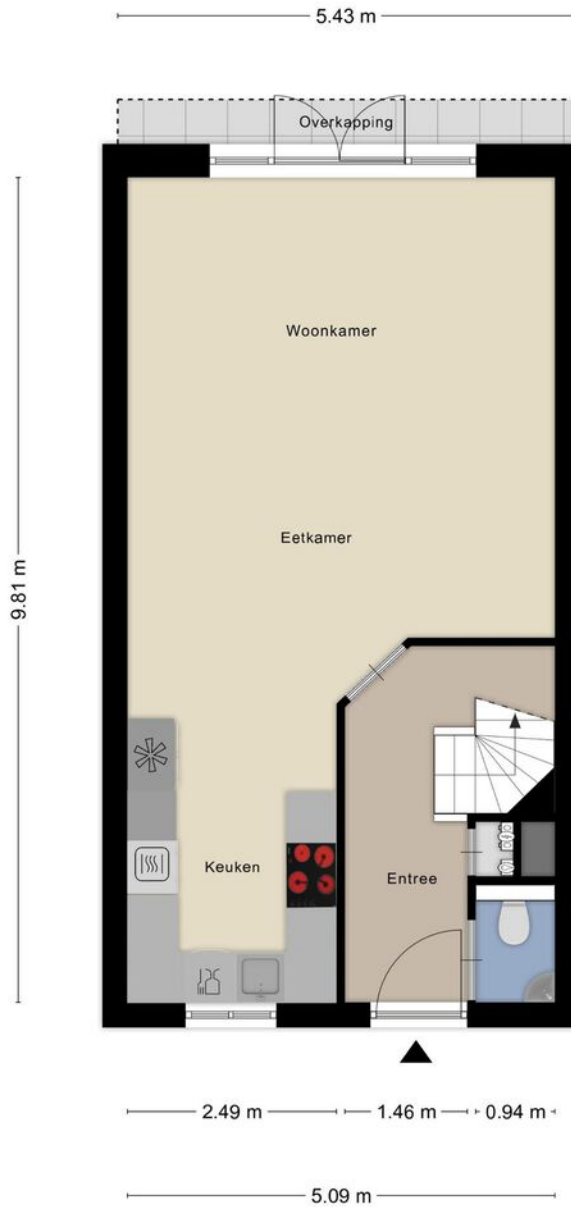 5.43 m
Overkapping
Woonkamer
Eetkamer
9.81 m
Keuken
Entree
2.49 m
1.46 m
0.94 m
5.09 m